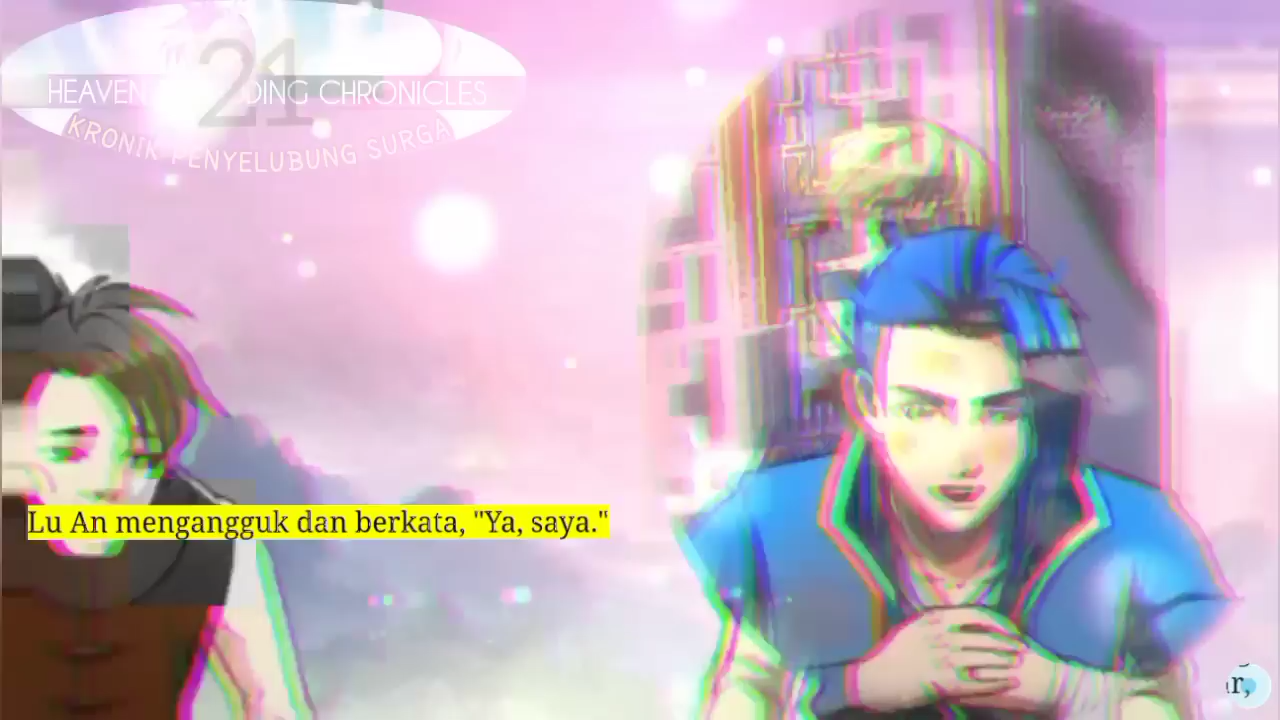 21
HEAVEN DING CHRONICLES
KRONIK PENYELUBUNG SURGA
Lu An mengangguk dan berkata, "Ya, saya."
r,